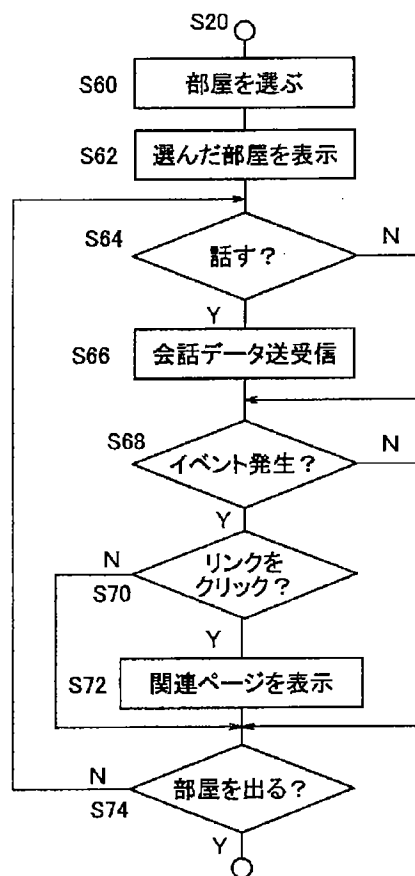 S20
S60
部屋を選ぶ
S62
選んだ部屋を表示
S64
話す？
N
Y
S66
会話データ送受信
S68
イベント発生？
N
Y
N
リンクを
クリック？
S70
Y
S72
関連ページを表示
N
部屋を出る？
S74
Y